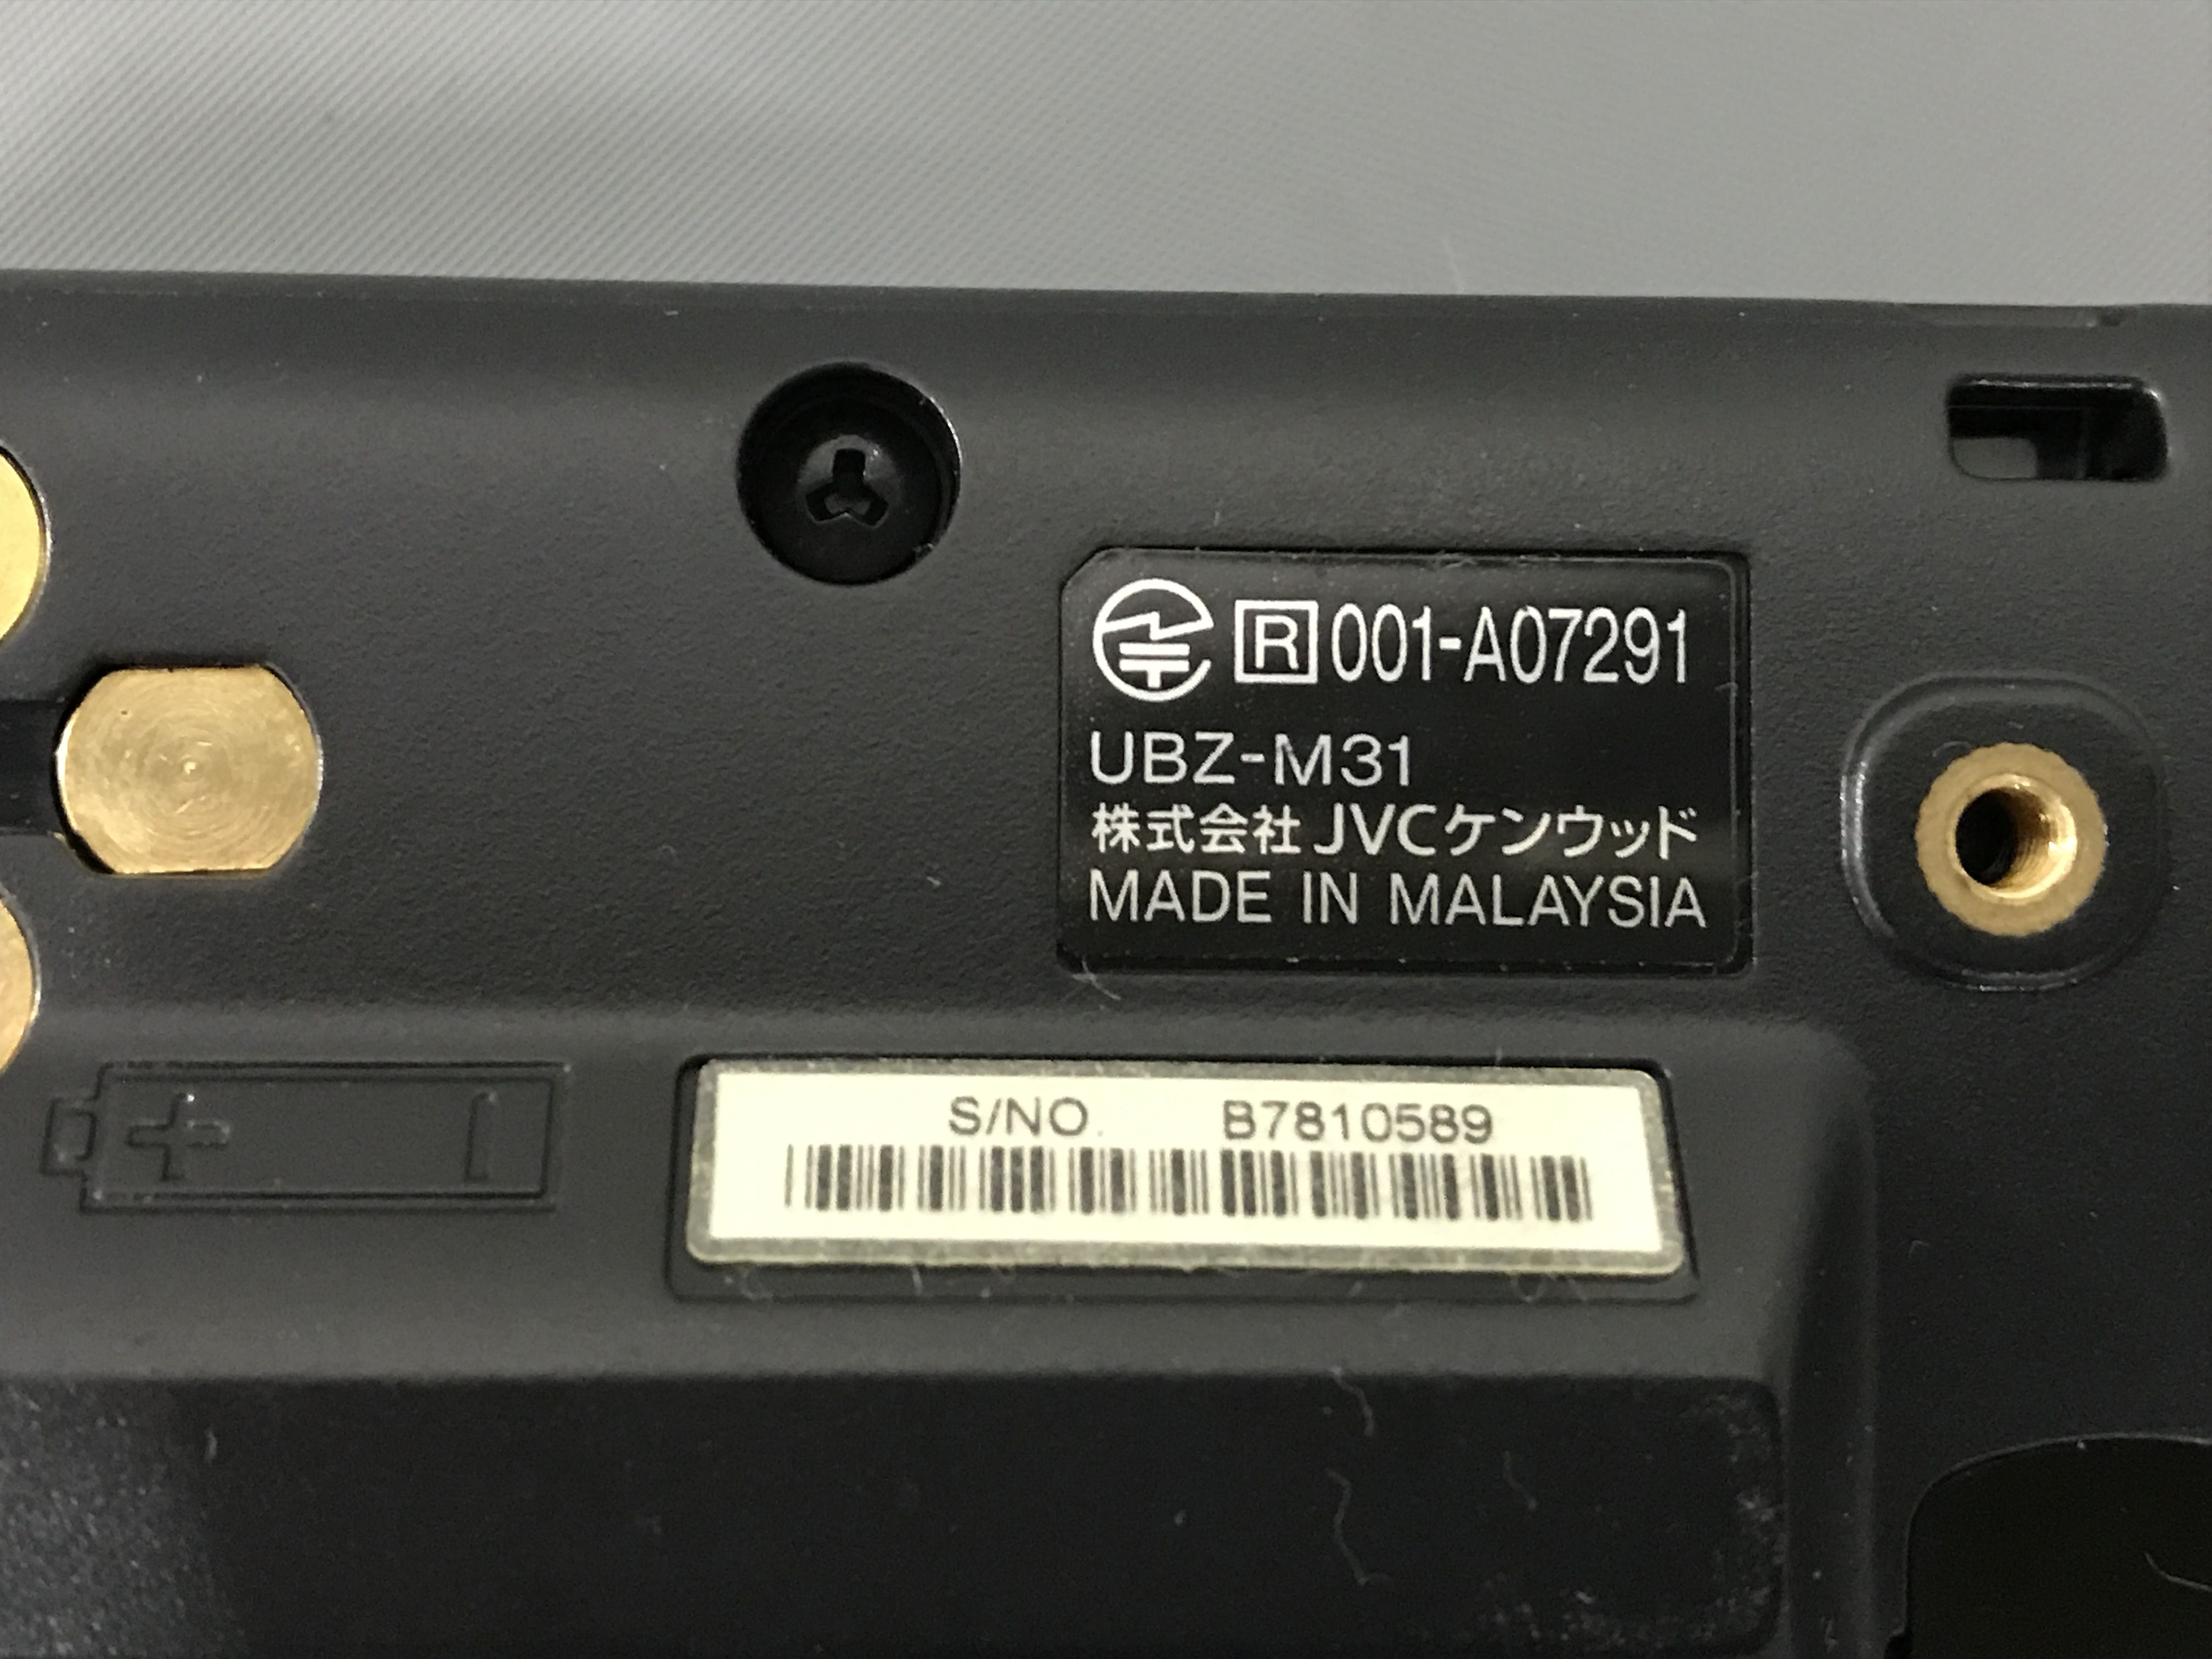 R 001-A07291
UBZ-M31
株式会社 JVCケンウッド
MADE IN MALAYSIA
S/NO. B7810589